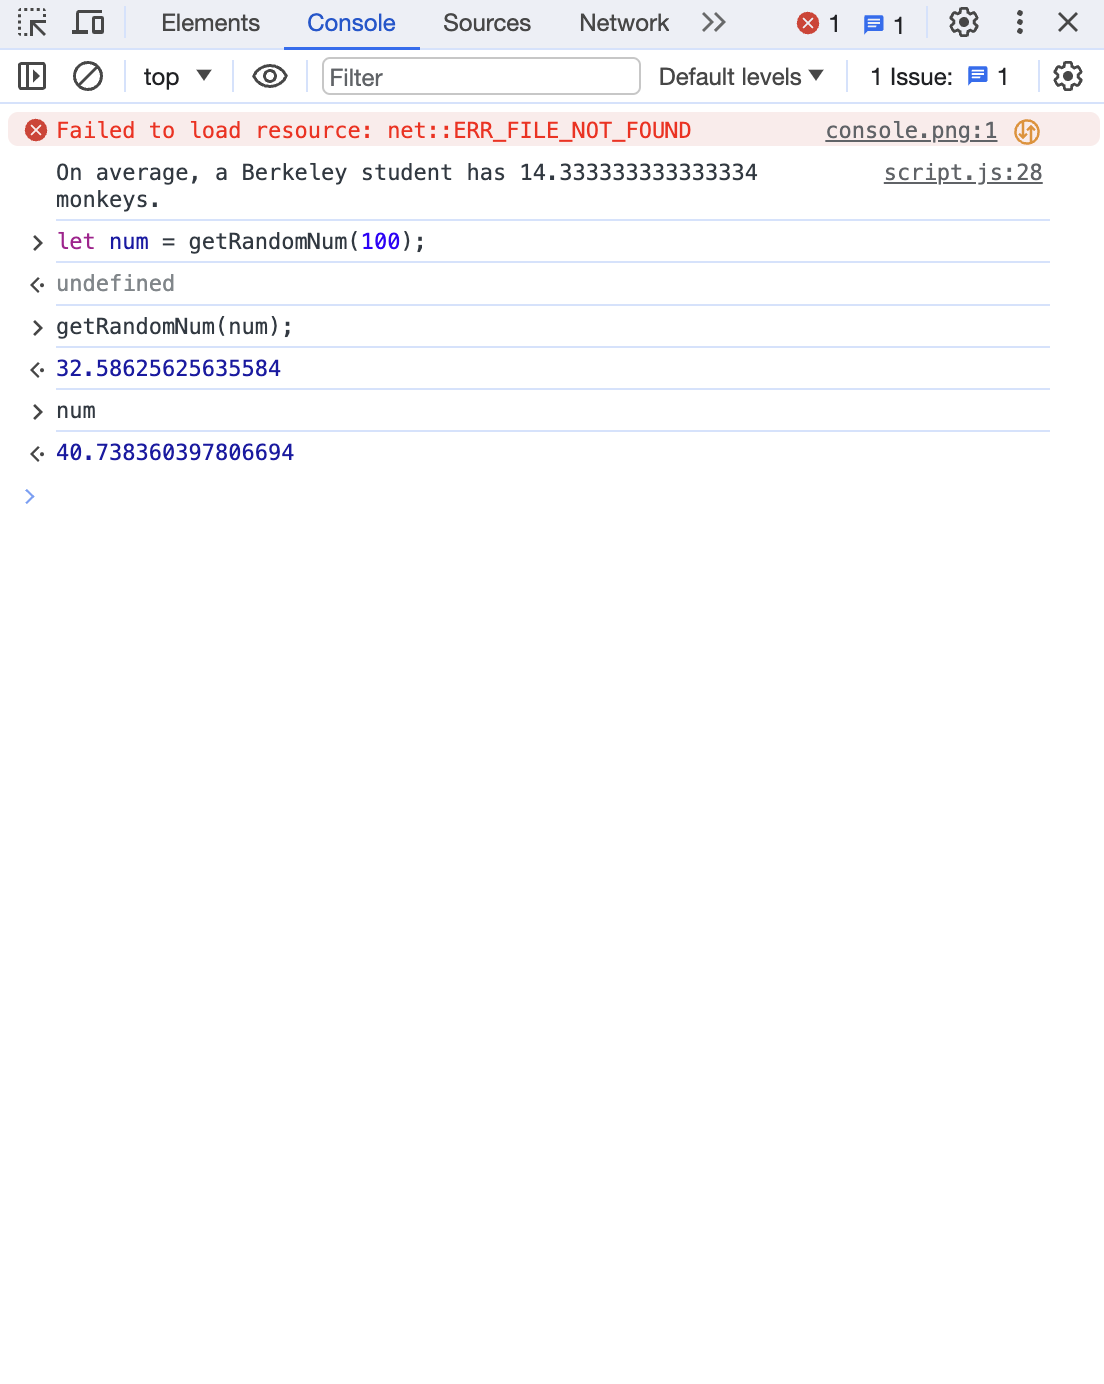 Elements Console Sources Network 1 1
top Filter Default levels 1 Issue: 1
Failed to load resource: net::ERR_FILE_NOT_FOUND console.png:1
On average, a Berkeley student has 14.333333333333334 script.js:28
monkeys.
let num = getRandomNum(100);
undefined
getRandomNum(num);
32.58625625635584
num
40.738360397806694